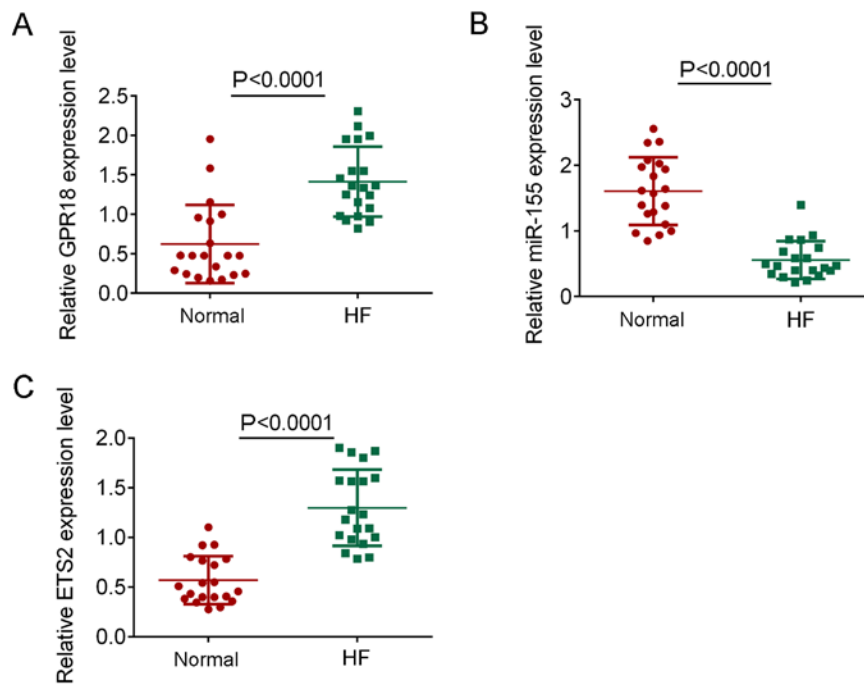 A
Relative GPR18 expression level
P<0.0001
2.5
2.0
1.5
1.0
0.5
0.0
Normal HF
B
Relative miR-155 expression level
P<0.0001
3
2
1
0
Normal HF
C
Relative ETS2 expression level
P<0.0001
2.0
1.5
1.0
0.5
0.0
Normal HF